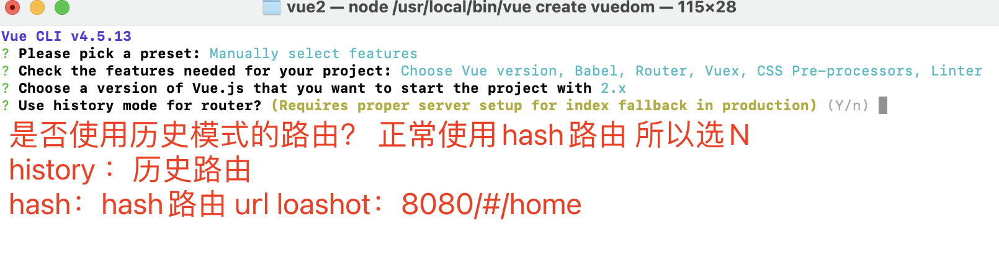 vue2 — node /usr/local/bin/vue create vuedom — 115×28
Vue CLI v4.5.13
? Please pick a preset: Manually select features
? Check the features needed for your project: Choose Vue version, Babel, Router, Vuex, CSS Pre-processors, Linter
? Choose a version of Vue.js that you want to start the project with 2.x
? Use history mode for router? (Requires proper server setup for index fallback in production) (Y/n)
是否使用历史模式的路由? 正常使用hash路由 所以选N
history：历史路由
hash：hash路由 url loashot：8080/#/home